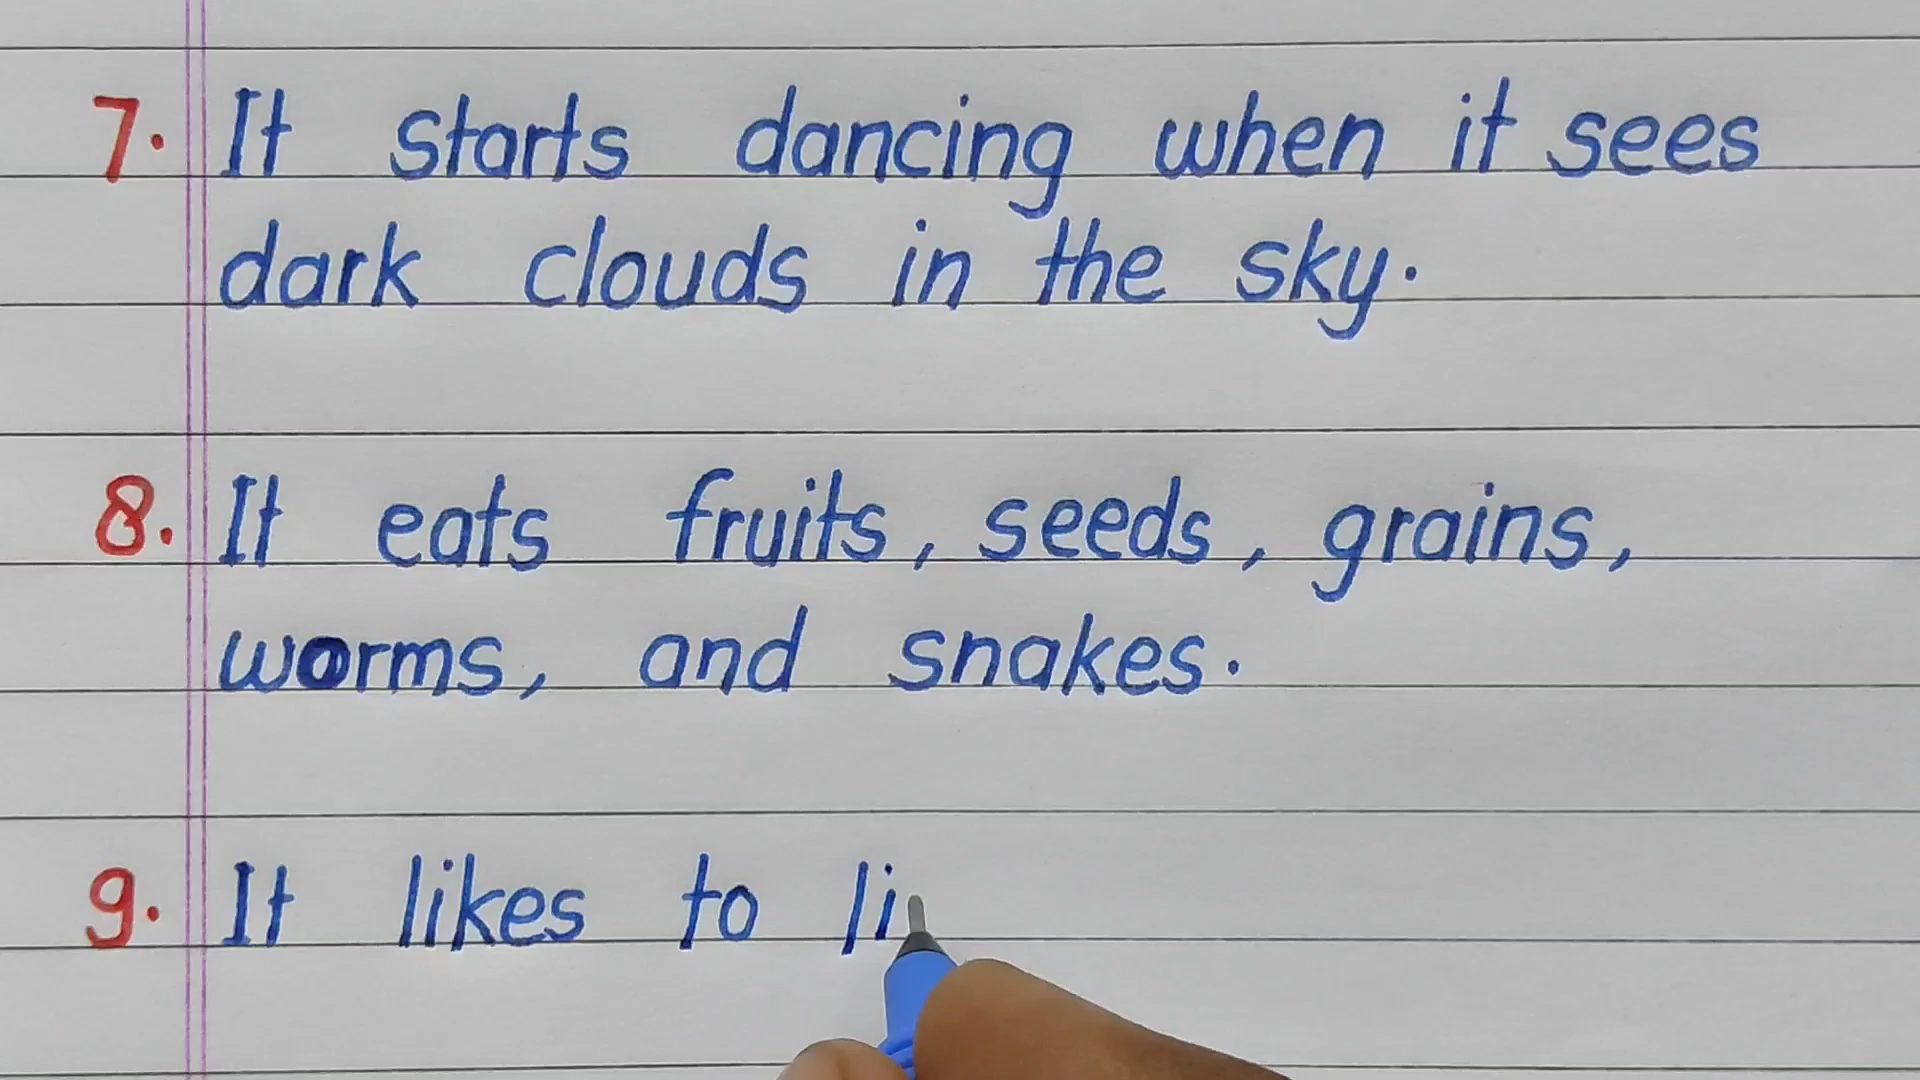 7. It starts dancing when it sees
dark clouds in the sky.
8. It eats fruits, seeds, grains,
worms, and snakes.
9. It likes to li